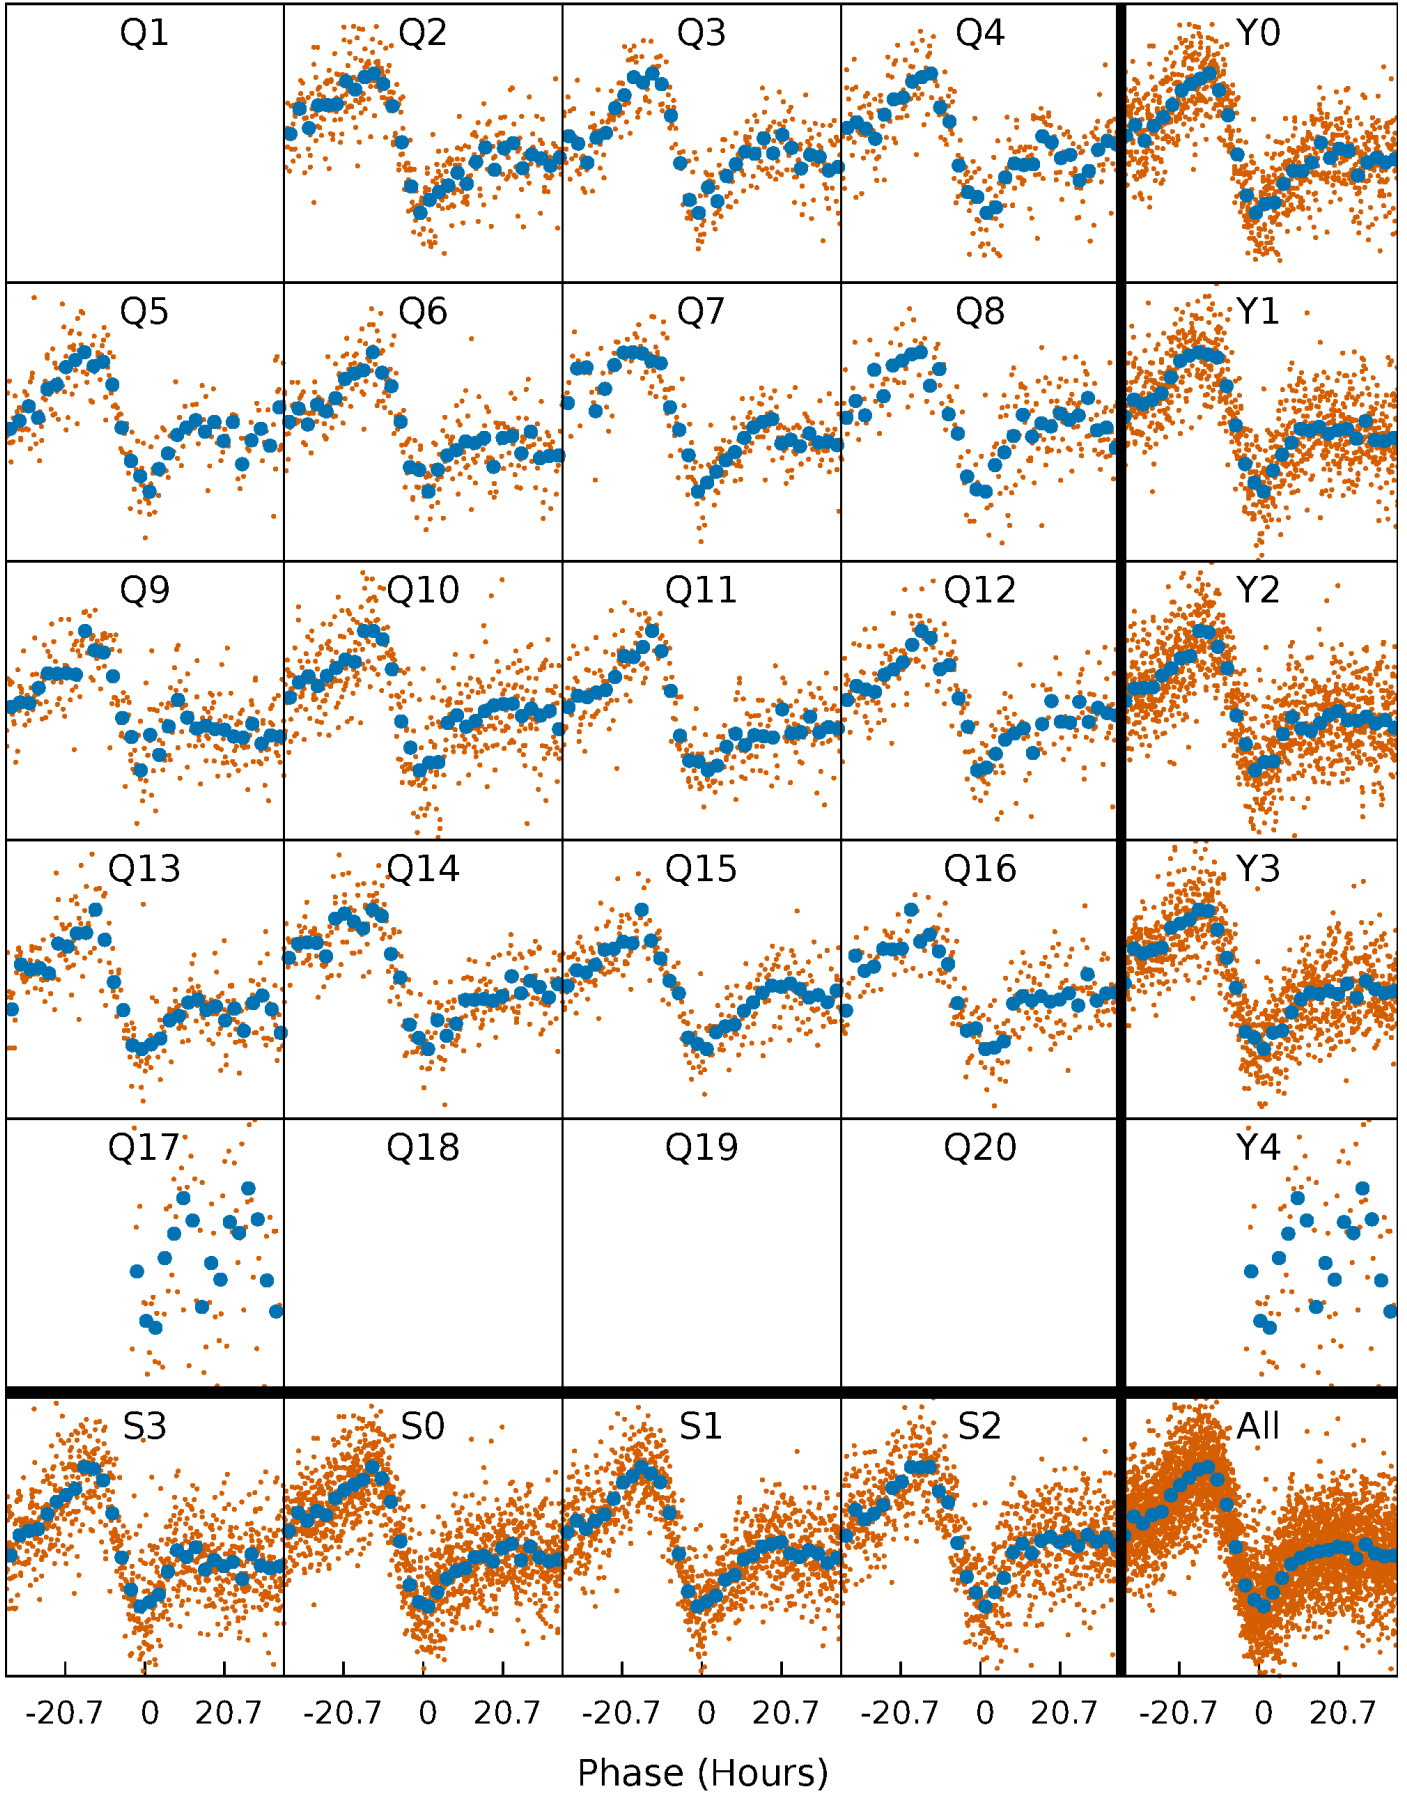 Q1 Q2 Q3 Q4 Y0
Q5 Q6 Q7 Q8 Y1
Q9 Q10 Q11 Q12 Y2
Q13 Q14 Q15 Q16 Y3
Q17 Q18 Q19 Q20 Y4
S3 S0 S1 S2 All
-20.7 0 20.7 -20.7 0 20.7 -20.7 0 20.7 -20.7 0 20.7 -20.7 0 20.7
Phase (Hours)